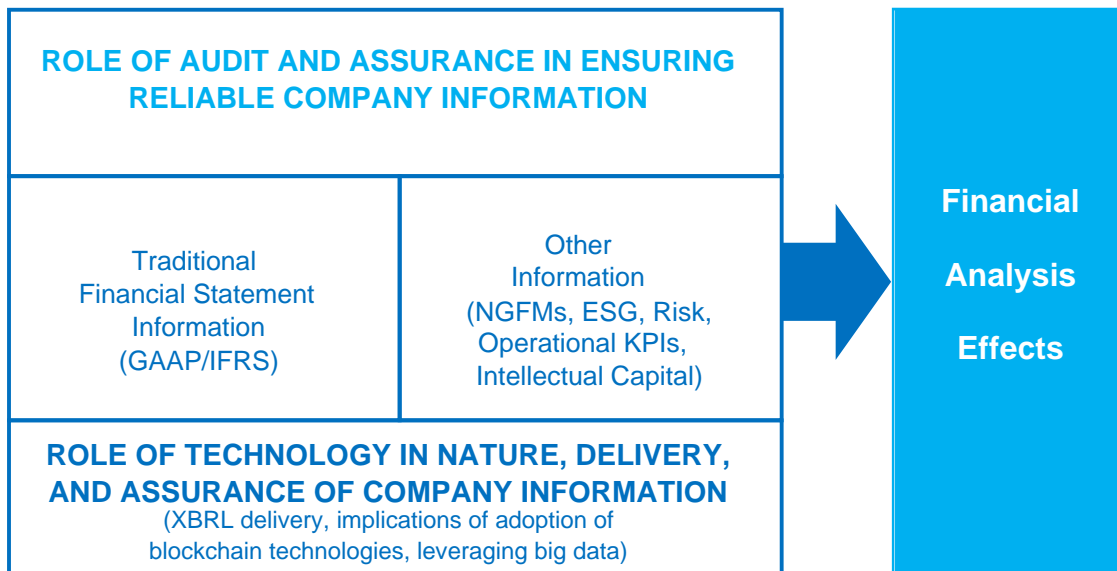 ROLE OF AUDIT AND ASSURANCE IN ENSURING
RELIABLE COMPANY INFORMATION
Traditional
Financial Statement
Information
(GAAP/IFRS)
Other
Information
(NGFMs, ESG, Risk,
Operational KPIs,
Intellectual Capital)
ROLE OF TECHNOLOGY IN NATURE, DELIVERY,
AND ASSURANCE OF COMPANY INFORMATION
(XBRL delivery, implications of adoption of
blockchain technologies, leveraging big data)
Financial
Analysis
Effects